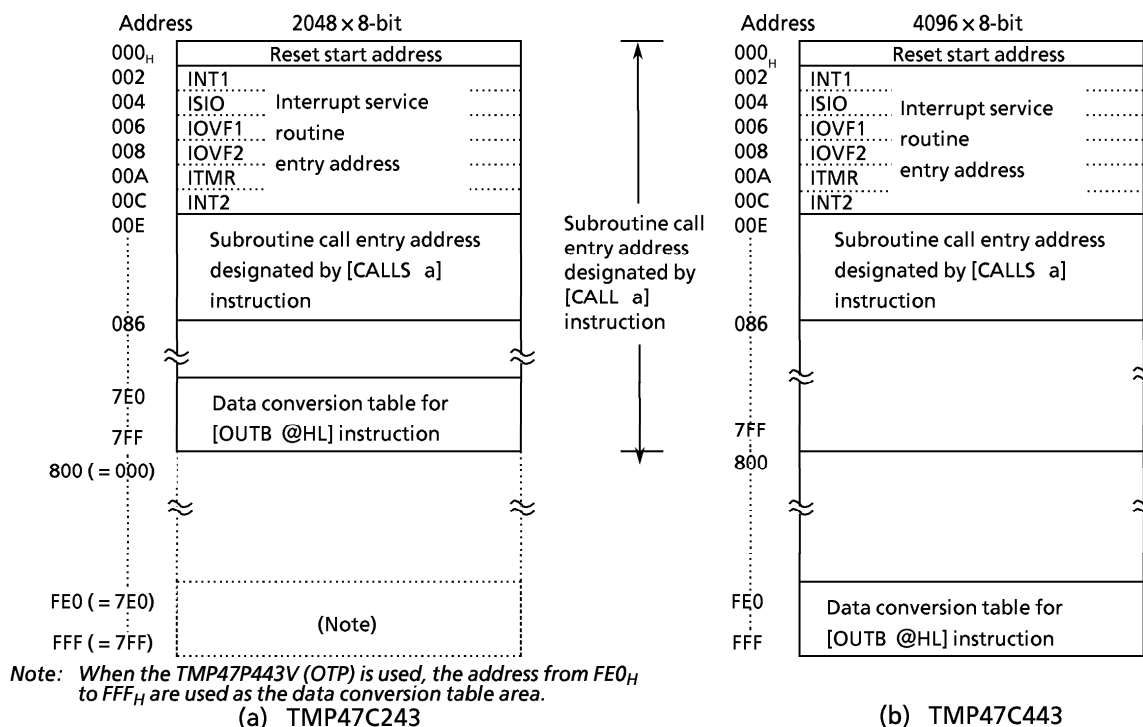 Address 2048 × 8-bit
000H Reset start address
002 INT1
004 ISIO Interrupt service
006 IOVF1 routine
008 IOVF2 entry address
00A ITMR
00C INT2
00E
Subroutine call entry address
designated by [CALLS a]
instruction
086
7E0 Data conversion table for
7FF [OUTB @HL] instruction
800 (= 000)
FE0 (= 7E0)
(Note)
FFF (= 7FF)
Note: When the TMP47P443V (OTP) is used, the address from FE0H
to FFFH are used as the data conversion table area.
(a) TMP47C243
Subroutine call
entry address
designated by
[CALL a]
instruction
Address 4096 × 8-bit
000H Reset start address
002 INT1
004 ISIO Interrupt service
006 IOVF1 routine
008 IOVF2 entry address
00A ITMR
00C INT2
00E
Subroutine call entry address
designated by [CALLS a]
instruction
086
7FF
800
FE0 Data conversion table for
FFF [OUTB @HL] instruction
(b) TMP47C443